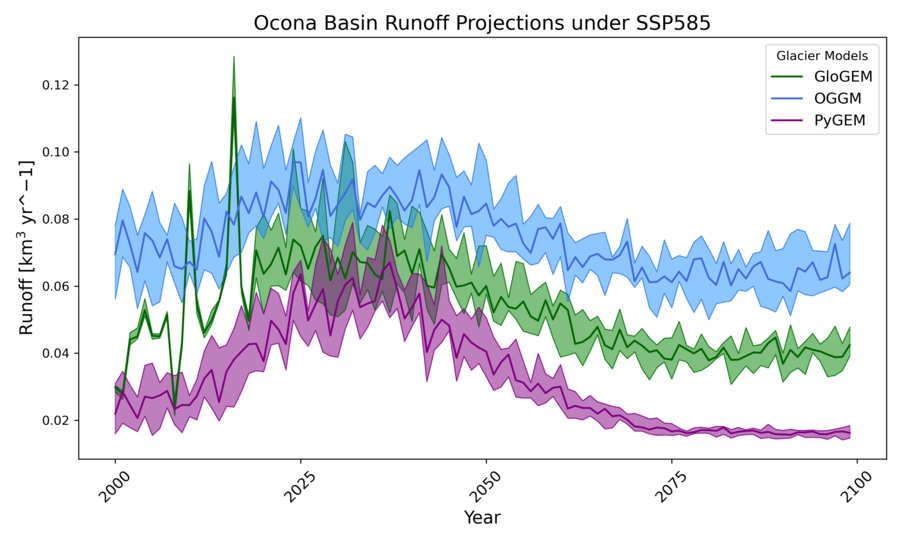 Ocona Basin Runoff Projections under SSP585
Glacier Models
GloGEM
OGGM
PyGEM
Runoff [km³ yr^−1]
0.12
0.10
0.08
0.06
0.04
0.02
2000
2025
2050
2075
2100
Year